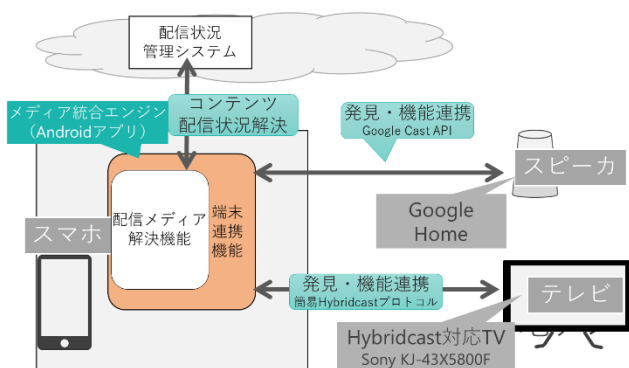 配信状況
管理システム
メディア統合エンジン
（Androidアプリ）
コンテンツ
配信状況解決
発見・機能連携
Google Cast API
スピーカ
Google
Home
配信メディア
解決機能
端末
連携
機能
スマホ
発見・機能連携
簡易Hybridcastプロトコル
テレビ
Hybridcast対応TV
Sony KJ-43X5800F